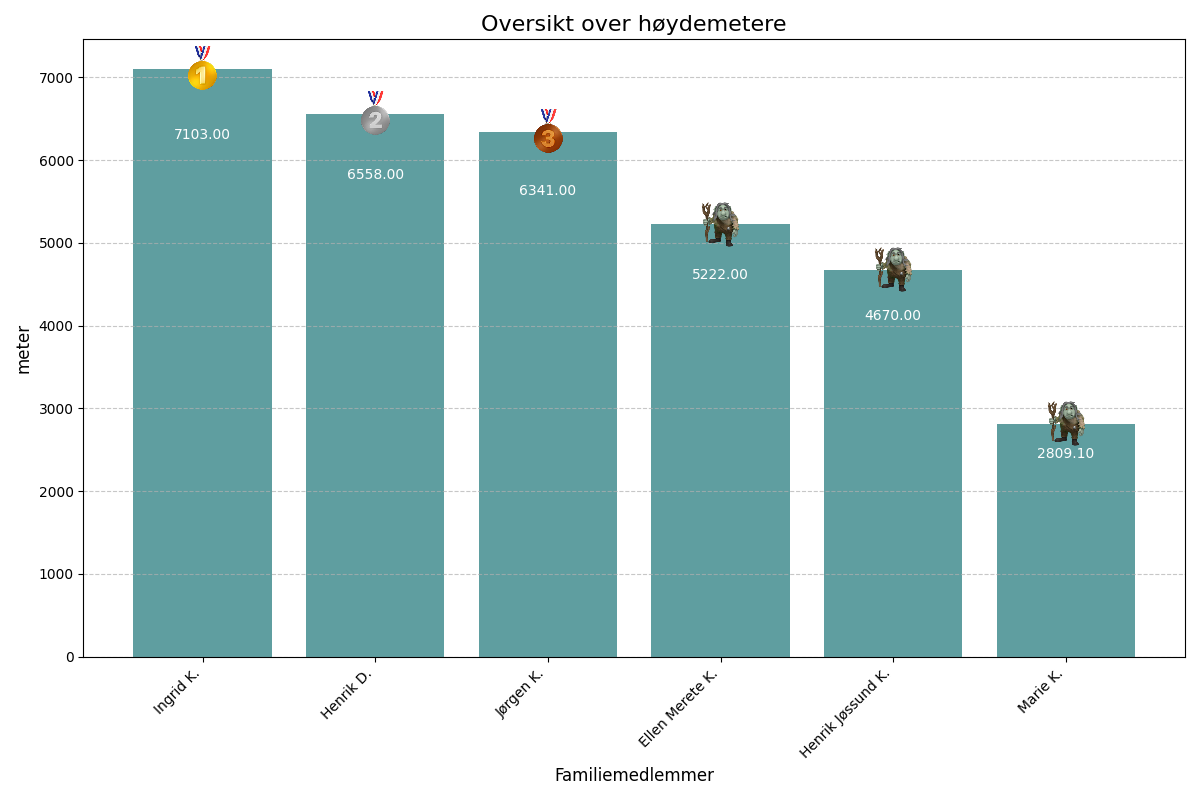 Oversikt over høydemetere
meter
7000
6000
5000
4000
3000
2000
1000
0
1
2
3
7103.00
6558.00
6341.00
5222.00
4670.00
2809.10
Ingrid K.
Henrik D.
Jørgen K.
Ellen Merete K.
Henrik Jøssund K.
Marie K.
Familiemedlemmer